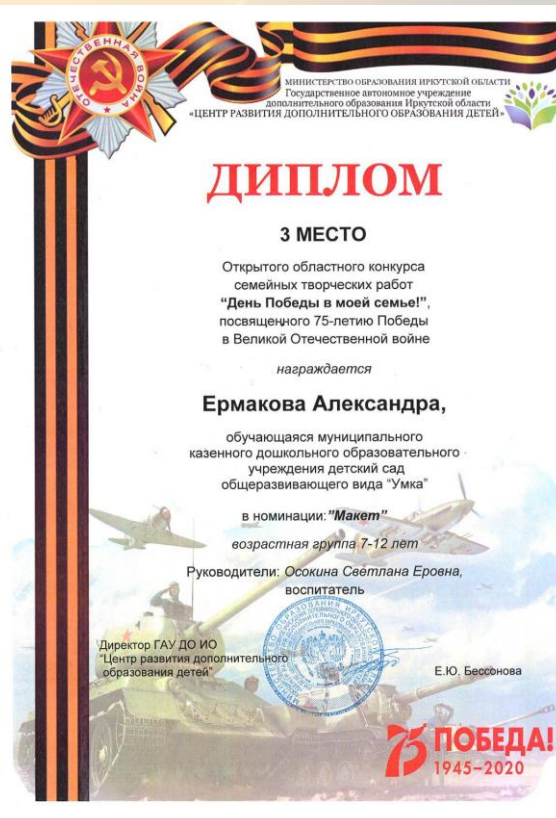 ОТЕЧЕСТВЕННАЯ ВОЙНА
МИНИСТЕРСТВО ОБРАЗОВАНИЯ ИРКУТСКОЙ ОБЛАСТИ
Государственное автономное учреждение
дополнительного образования Иркутской области
«ЦЕНТР РАЗВИТИЯ ДОПОЛНИТЕЛЬНОГО ОБРАЗОВАНИЯ ДЕТЕЙ»
ДИПЛОМ
3 МЕСТО
Открытого областного конкурса
семейных творческих работ
"День Победы в моей семье!",
посвященного 75-летию Победы
в Великой Отечественной войне
награждается
Ермакова Александра,
обучающаяся муниципального
казенного дошкольного образовательного
учреждения детский сад
общеразвивающего вида "Умка"
в номинации:"Макет"
возрастная группа 7-12 лет
Руководители: Осокина Светлана Еровна,
воспитатель
Директор ГАУ ДО ИО
"Центр развития дополнительного
образования детей"
Е.Ю. Бессонова
75 ПОБЕДА!
1945–2020